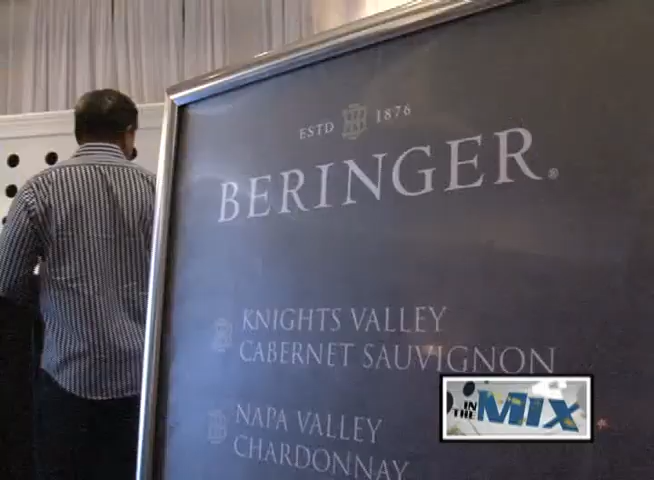 ESTD 1876
BERINGER®
KNIGHTS VALLEY
CABERNET SAUVIGNON
NAPA VALLEY
CHARDONNAY
IN THE MIX